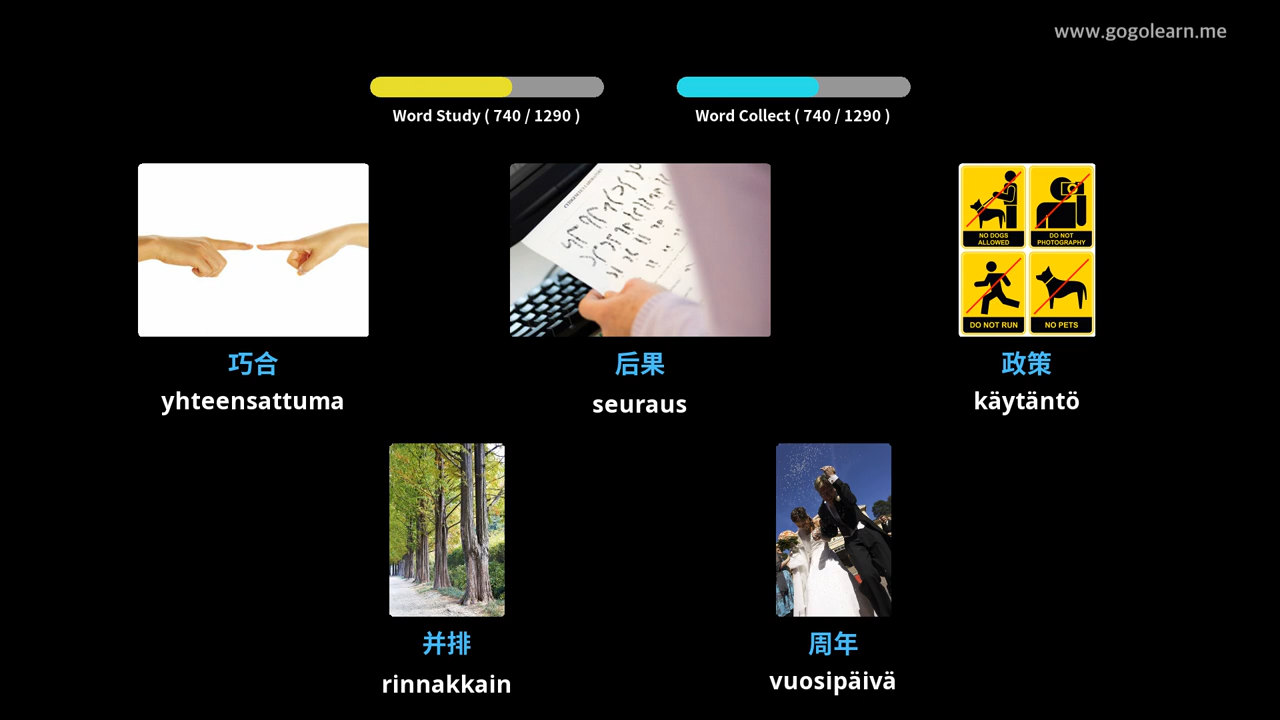 www.gogolearn.me
Word Study ( 740 / 1290 )
Word Collect ( 740 / 1290 )
NO DOGS
ALLOWED
DO NOT
PHOTOGRAPHY
DO NOT RUN
NO PETS
巧合
后果
政策
yhteensattuma
seuraus
käytäntö
并排
周年
rinnakkain
vuosipäivä